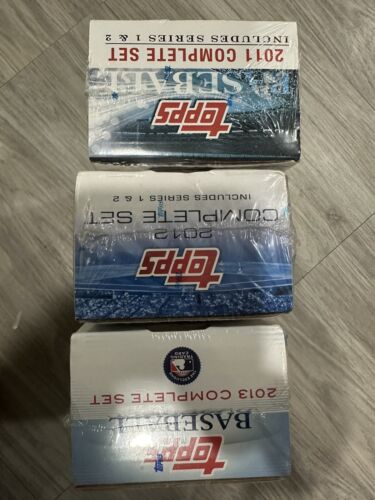 INCLUDES SERIES 1 & 2
2011 COMPLETE SET
BASEBALL
topps
INCLUDES SERIES 1 & 2
COMPLETE SET
2012
topps
2013 COMPLETE SET
BASEBALL
topps